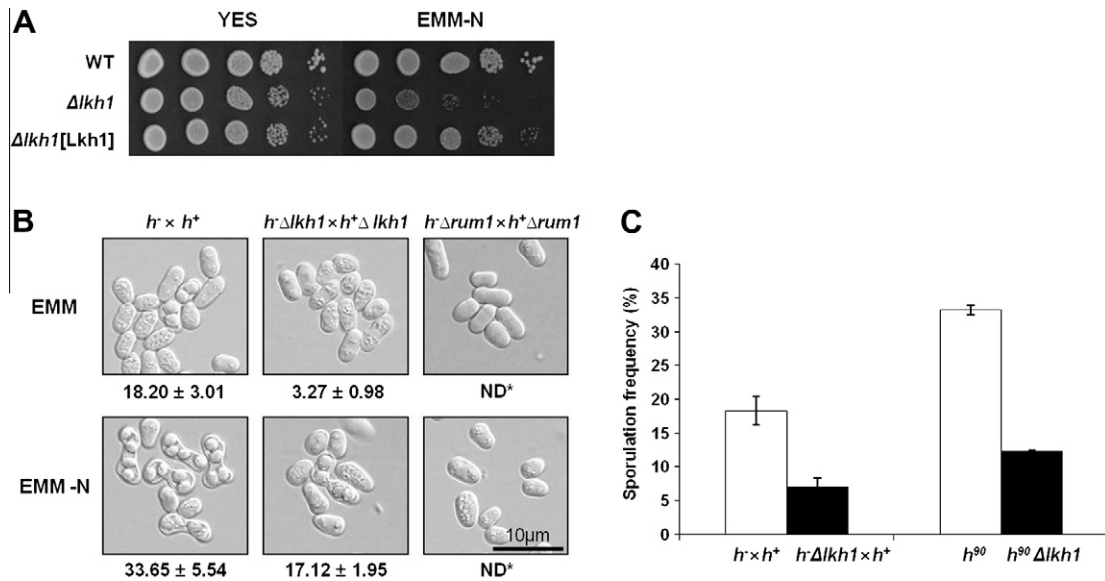 A
YES EMM-N
WT
Δlkh1
Δlkh1[Lkh1]
B
h⁻ × h⁺ h⁻Δlkh1×h⁺Δ lkh1 h⁻Δrum1×h⁺Δrum1
EMM
18.20 ± 3.01 3.27 ± 0.98 ND*
EMM -N
10µm
33.65 ± 5.54 17.12 ± 1.95 ND*
C
Sporulation frequency (%)
40
35
30
25
20
15
10
5
0
h⁻× h⁺ h⁻Δlkh1 × h⁺ h⁹⁰ h⁹⁰ Δlkh1